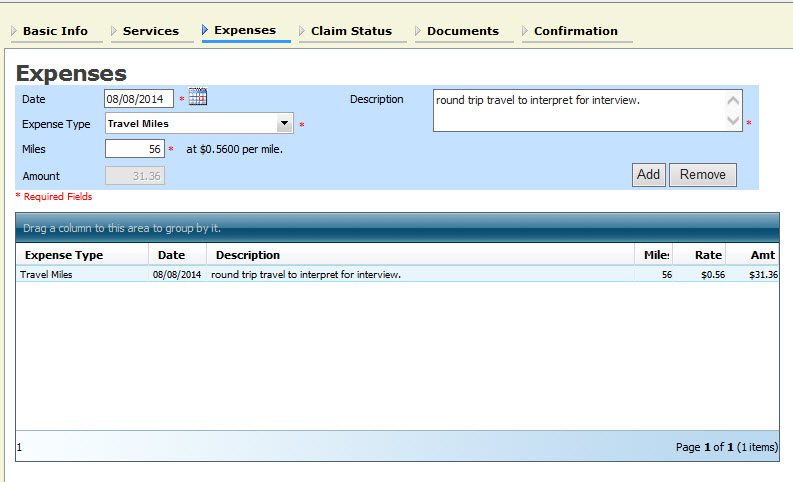 Basic Info Services Expenses Claim Status Documents Confirmation
Expenses
Date 08/08/2014 * Description round trip travel to interpret for interview. *
Expense Type Travel Miles *
Miles 56 * at $0.5600 per mile.
Amount 31.36 Add Remove
* Required Fields
Drag a column to this area to group by it.
Expense Type Date Description Miles Rate Amt
Travel Miles 08/08/2014 round trip travel to interpret for interview. 56 $0.56 $31.36
1 Page 1 of 1 (1 items)